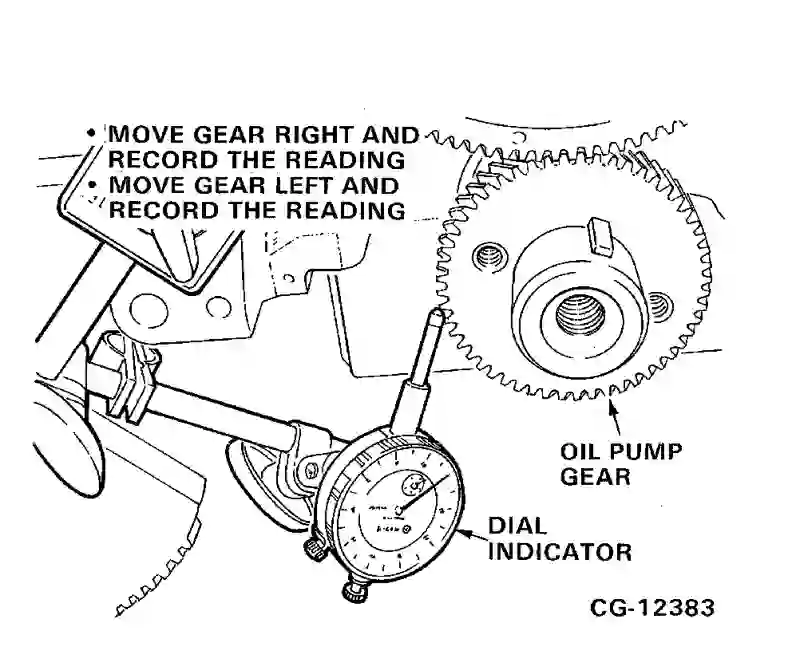 • MOVE GEAR RIGHT AND
RECORD THE READING
• MOVE GEAR LEFT AND
RECORD THE READING
OIL PUMP
GEAR
DIAL
INDICATOR
CG-12383